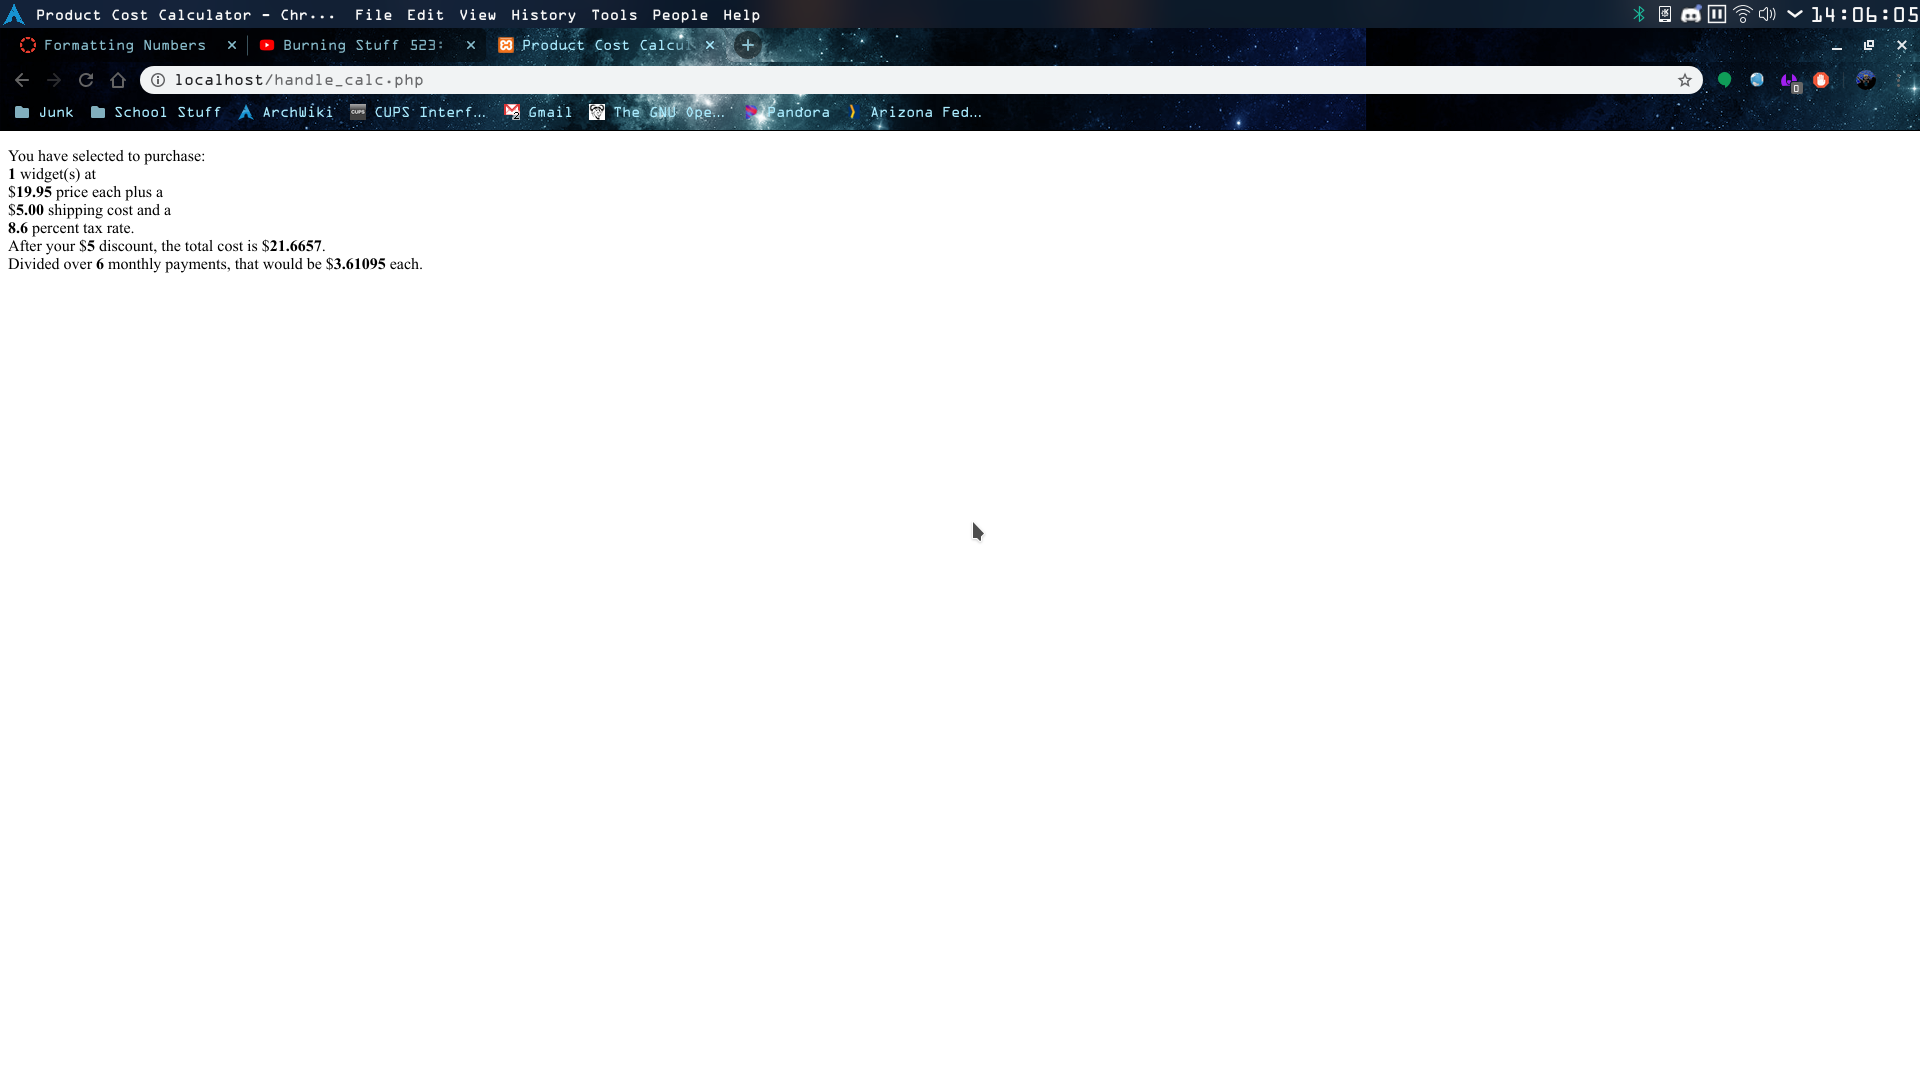 Product Cost Calculator - Chr... File Edit View History Tools People Help 14:06:05
Formatting Numbers Burning Stuff 523: Product Cost Calcul
localhost/handle_calc.php 0
Junk School Stuff ArchWiki CUPS CUPS Interf... 2 Gmail The GNU Ope... Pandora Arizona Fed...
You have selected to purchase:
1 widget(s) at
$19.95 price each plus a
$5.00 shipping cost and a
8.6 percent tax rate.
After your $5 discount, the total cost is $21.6657.
Divided over 6 monthly payments, that would be $3.61095 each.